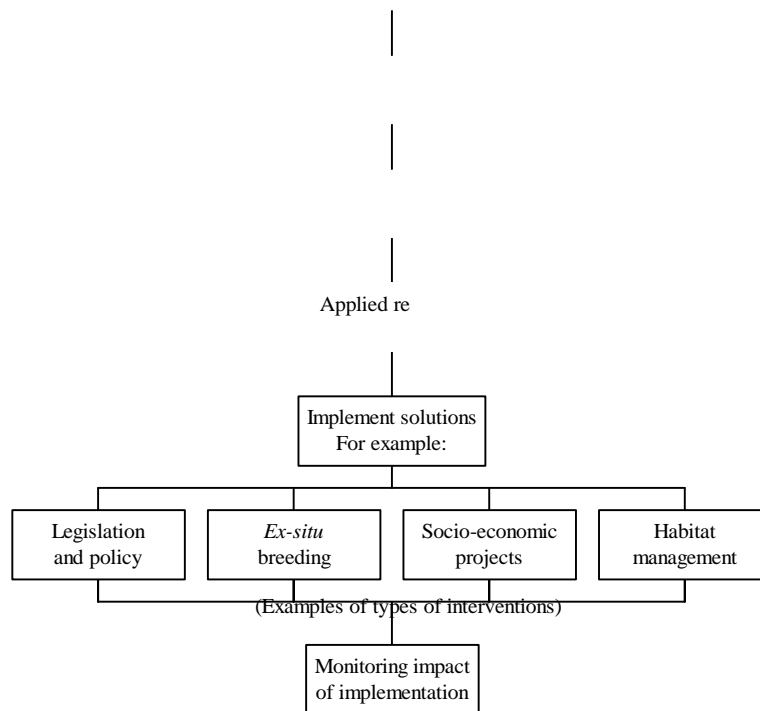 Applied re
Implement solutions
For example:
Legislation
and policy
Ex-situ
breeding
Socio-economic
projects
Habitat
management
(Examples of types of interventions)
Monitoring impact
of implementation